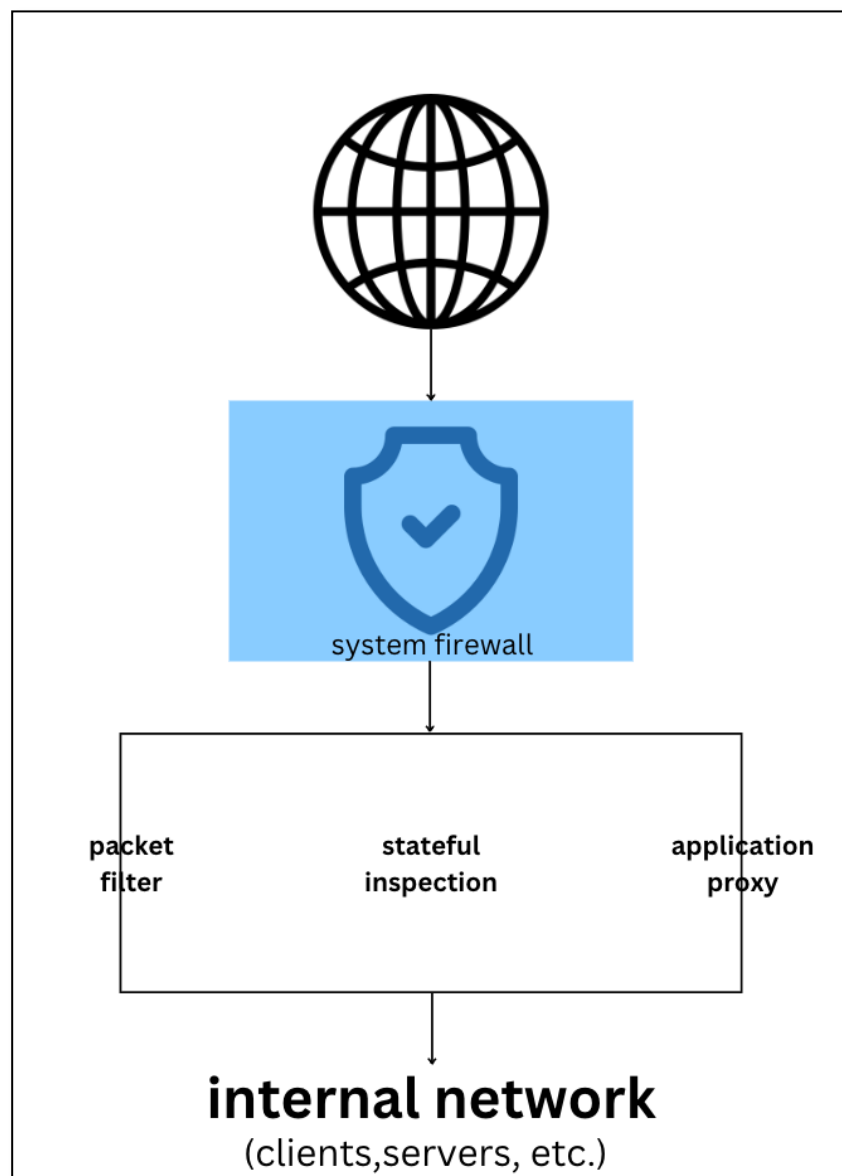 system firewall
packet
filter
stateful
inspection
application
proxy
internal network
(clients,servers, etc.)